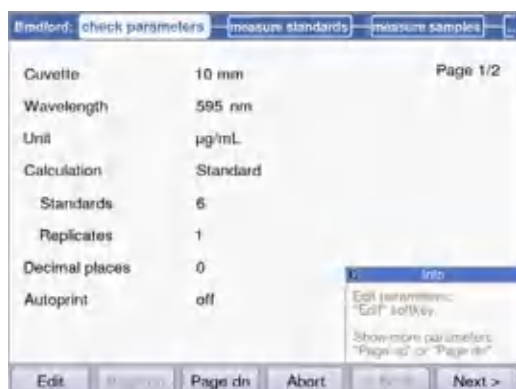 Bradford: check parameters measure standards measure samples
Cuvette 10 mm Page 1/2
Wavelength 595 nm
Unit µg/mL
Calculation Standard
Standards 6
Replicates 1
Decimal places 0
Autoprint off
Info
Edit parameters:
"Edit" softkey.
Show more parameters:
"Page up" or "Page dn"
Edit Page dn Abort Next >